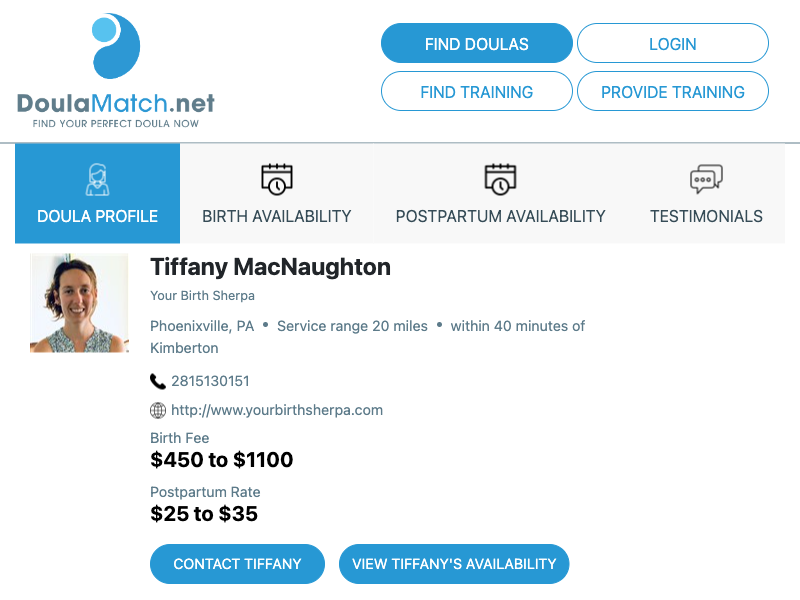 DoulaMatch.net
FIND YOUR PERFECT DOULA NOW
FIND DOULAS
LOGIN
FIND TRAINING
PROVIDE TRAINING
DOULA PROFILE
BIRTH AVAILABILITY
POSTPARTUM AVAILABILITY
TESTIMONIALS
Tiffany MacNaughton
Your Birth Sherpa
Phoenixville, PA • Service range 20 miles • within 40 minutes of
Kimberton
2815130151
http://www.yourbirthsherpa.com
Birth Fee
$450 to $1100
Postpartum Rate
$25 to $35
CONTACT TIFFANY
VIEW TIFFANY'S AVAILABILITY